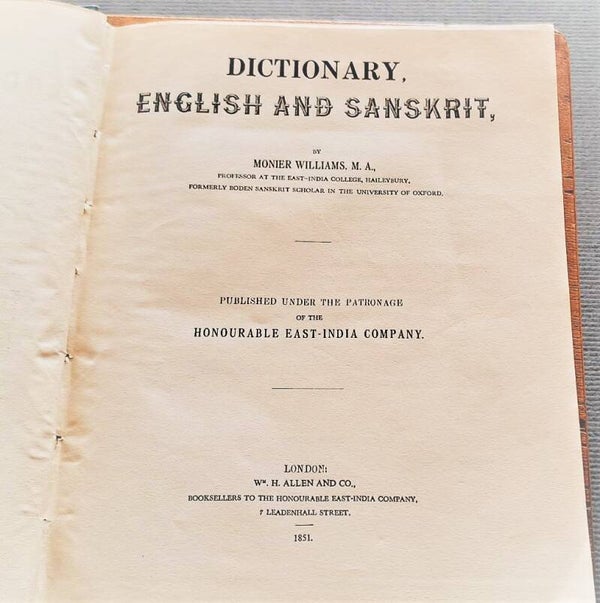 DICTIONARY,
ENGLISH AND SANSKRIT,
BY
MONIER WILLIAMS, M. A.,
PROFESSOR AT THE EAST-INDIA COLLEGE, HAILEYBURY,
FORMERLY BODEN SANSKRIT SCHOLAR IN THE UNIVERSITY OF OXFORD.
PUBLISHED UNDER THE PATRONAGE
OF THE
HONOURABLE EAST-INDIA COMPANY.
LONDON:
Wᴹ. H. ALLEN AND CO.,
BOOKSELLERS TO THE HONOURABLE EAST-INDIA COMPANY,
7 LEADENHALL STREET.
1851.